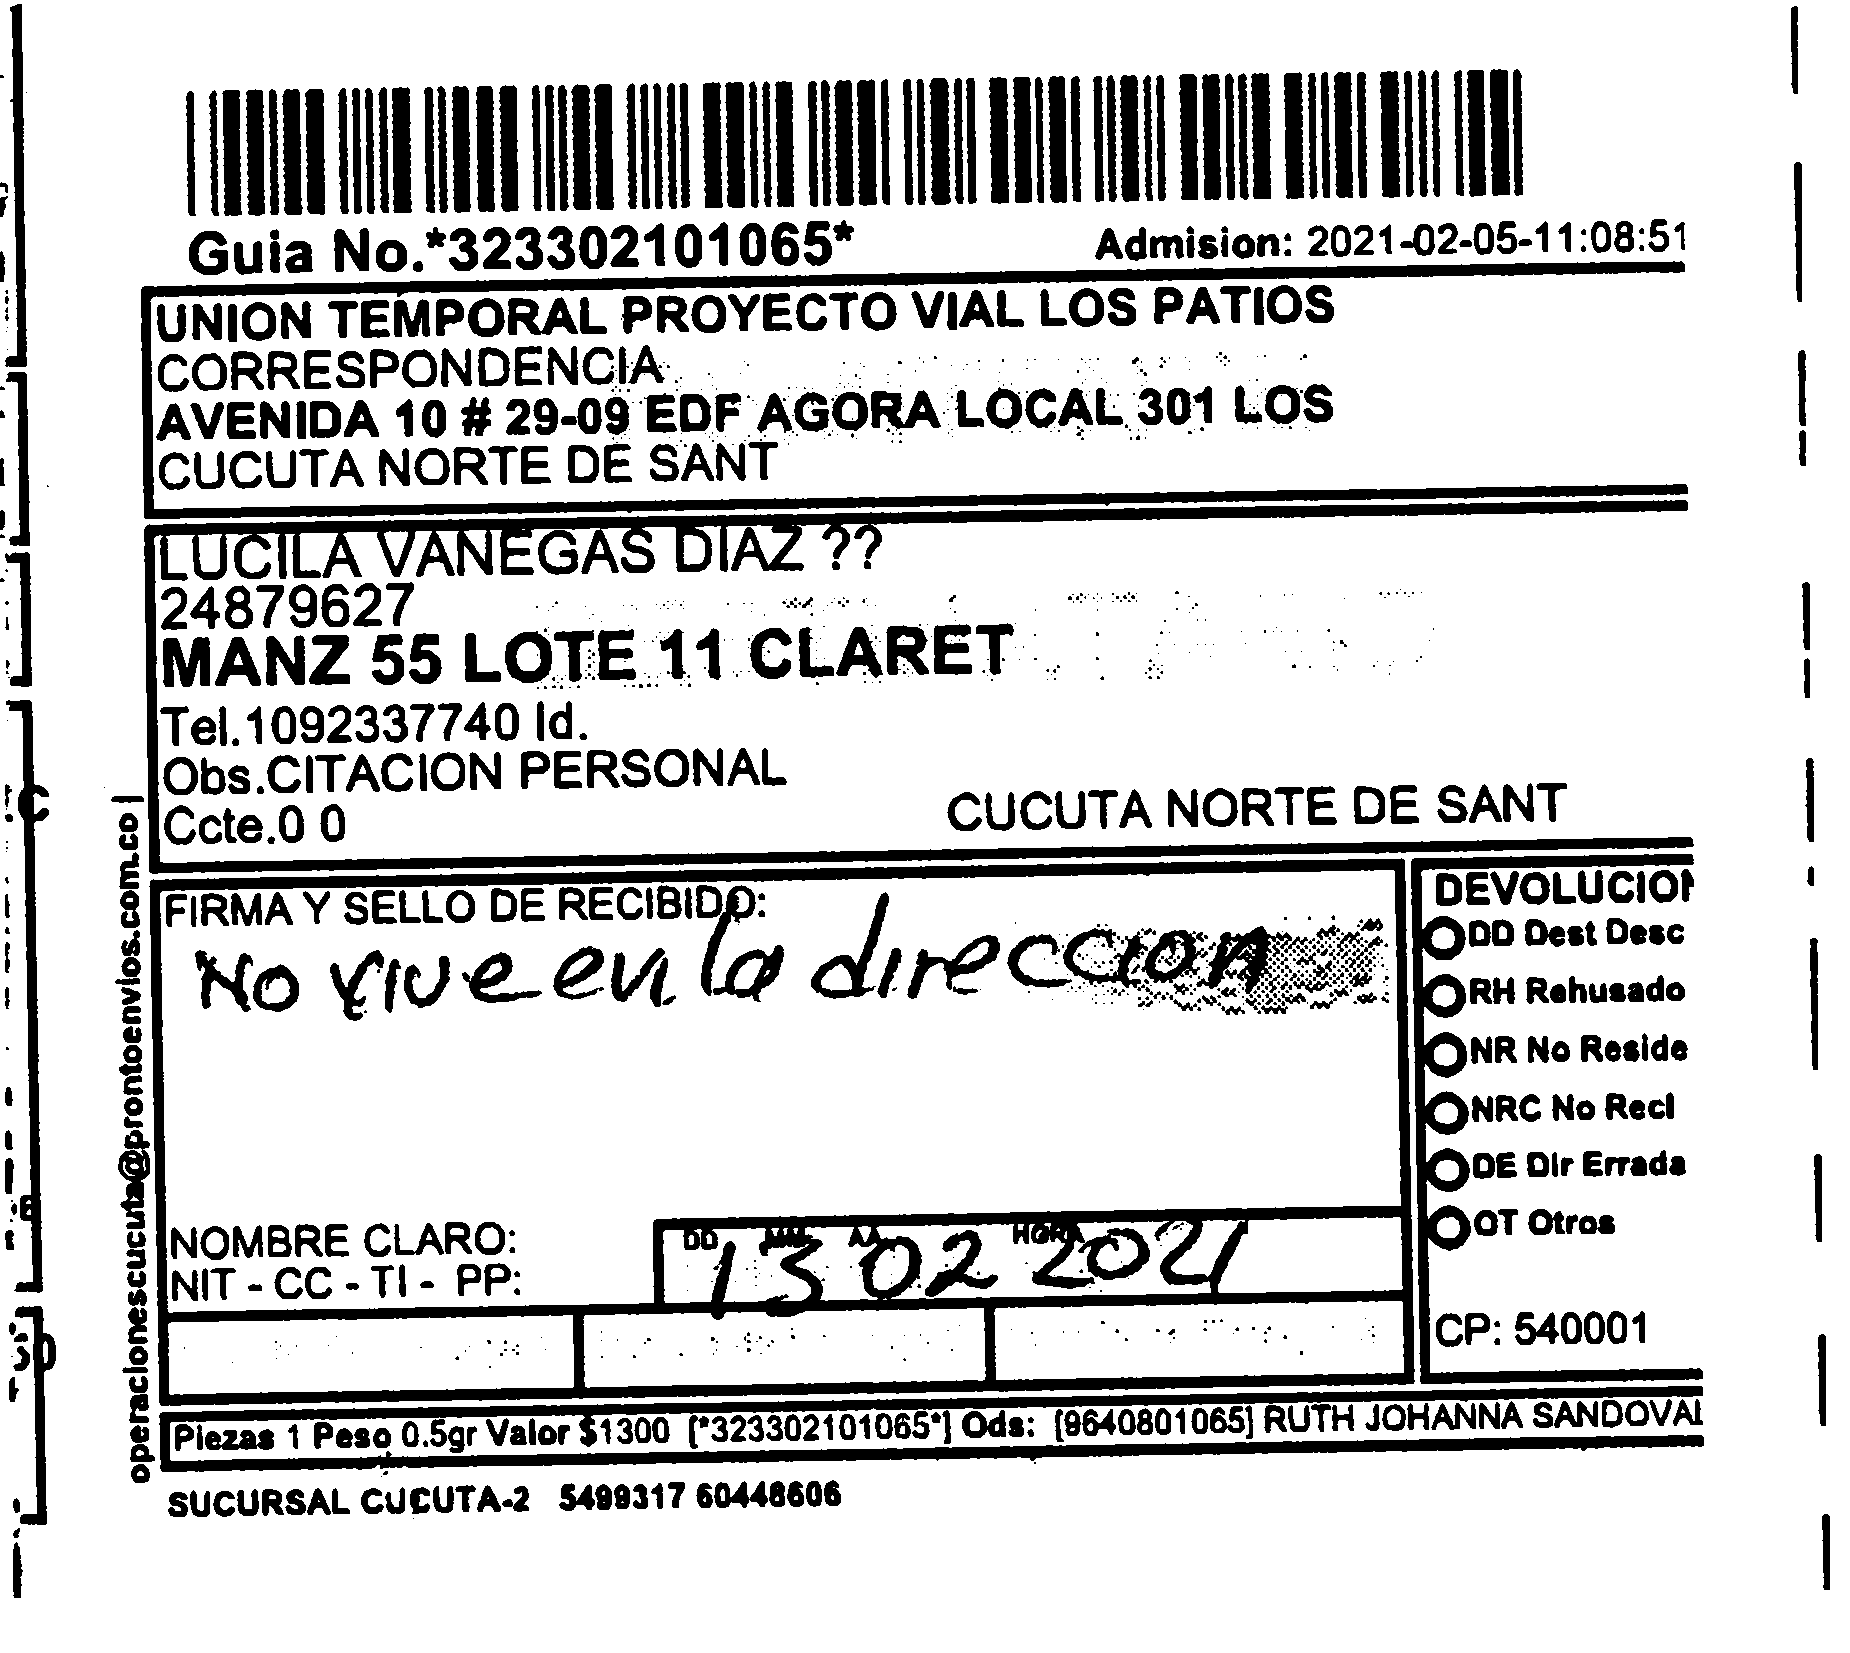 Guia No.*323302101065*
Admision: 2021-02-05-11:08:51
UNION TEMPORAL PROYECTO VIAL LOS PATIOS
CORRESPONDENCIA
AVENIDA 10 # 29-09 EDF AGORA LOCAL 301 LOS
CUCUTA NORTE DE SANT
LUCILA VANEGAS DIAZ ??
24879627
MANZ 55 LOTE 11 CLARET
Tel.1092337740 Id.
Obs.CITACION PERSONAL
Ccte.0 0
CUCUTA NORTE DE SANT
operacionescucuta@prontoenvios.com.co |
FIRMA Y SELLO DE RECIBIDO:
No vive en la direccion
NOMBRE CLARO:
NIT - CC - TI - PP:
DD MM AA HORA
13 02 2021
DEVOLUCION
DD Dest Desc
RH Rehusado
NR No Reside
NRC No Recl
DE Dir Errada
OT Otros
CP: 540001
Piezas 1 Peso 0.5gr Valor $1300 [*323302101065*] Ods: [9640801065] RUTH JOHANNA SANDOVAL
SUCURSAL CUCUTA-2 5499317 60448606